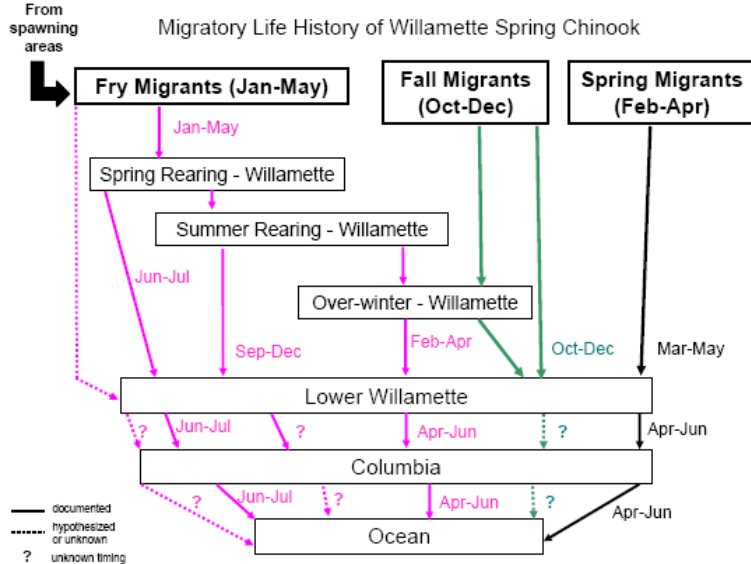 From
spawning
areas
Migratory Life History of Willamette Spring Chinook
Fry Migrants (Jan-May)
Fall Migrants
(Oct-Dec)
Spring Migrants
(Feb-Apr)
Jan-May
Spring Rearing - Willamette
Summer Rearing - Willamette
Jun-Jul
Over-winter - Willamette
Sep-Dec
Feb-Apr
Oct-Dec
Mar-May
Lower Willamette
?
Jun-Jul
?
Apr-Jun
?
Apr-Jun
Columbia
?
Jun-Jul
?
Apr-Jun
?
Apr-Jun
Ocean
documented
hypothesized
or unknown
? unknown timing